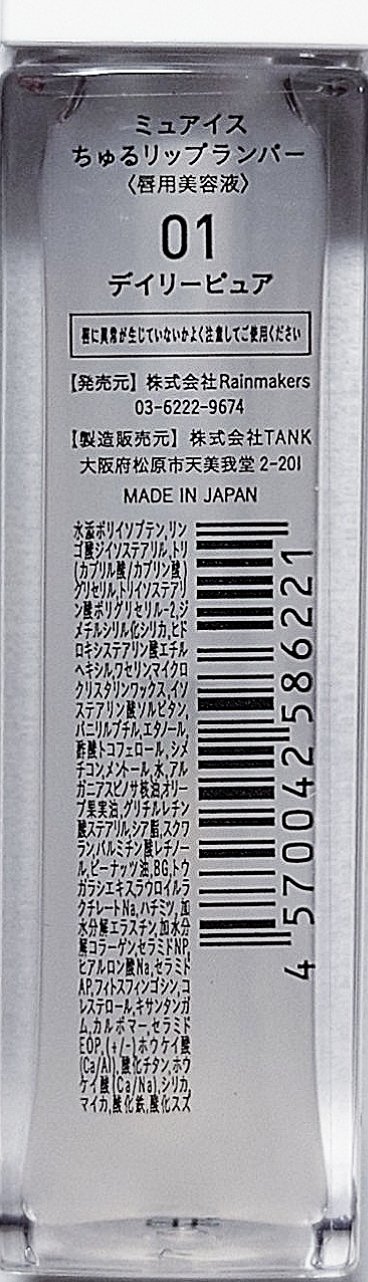 ミュアイス
ちゅるリップランパー
〈唇用美容液〉
01
デイリーピュア
唇に異常が生じていないかよく注意してご使用ください
【発売元】株式会社Rainmakers
03-6222-9674
【製造販売元】株式会社TANK
大阪府松原市天美我堂 2-201
MADE IN JAPAN
水添ポリイソブテン,リン
ゴ酸ジイソステアリル,トリ
(カプリル酸/カプリン酸)
グリセリル,トリイソステアリ
ン酸ポリグリセリル-2,ジ
メチルシリル化シリカ,ヒド
ロキシステアリン酸エチル
ヘキシル,ワセリンマイクロ
クリスタリンワックス,イソ
ステアリン酸ソルビタン,
バニリルブチル,エタノール,
酢酸トコフェロール,シメ
チコン,メントール,水,アル
ガニアスピノサ核油,オリー
ブ果実油,グリチルレチン
酸ステアリル,シア脂,スクワ
ラン,パルミチン酸レチノー
ル,ピーナッツ油,BG,トウ
ガラシエキス,ラウロイルラ
クチレートNa,ハチミツ,加
水分解エラスチン,加水分
解コラーゲン,セラミドNP,
ヒアルロン酸Na,セラミド
AP,フィトスフィンゴシン,コ
レステロール,キサンタンガ
ム,カルボマー,セラミド
EOP,(+/-)ホウケイ酸
(Ca/Al),酸化チタン,ホウ
ケイ酸(Ca/Na),シリカ,
マイカ,酸化鉄,酸化スズ
4570042586221